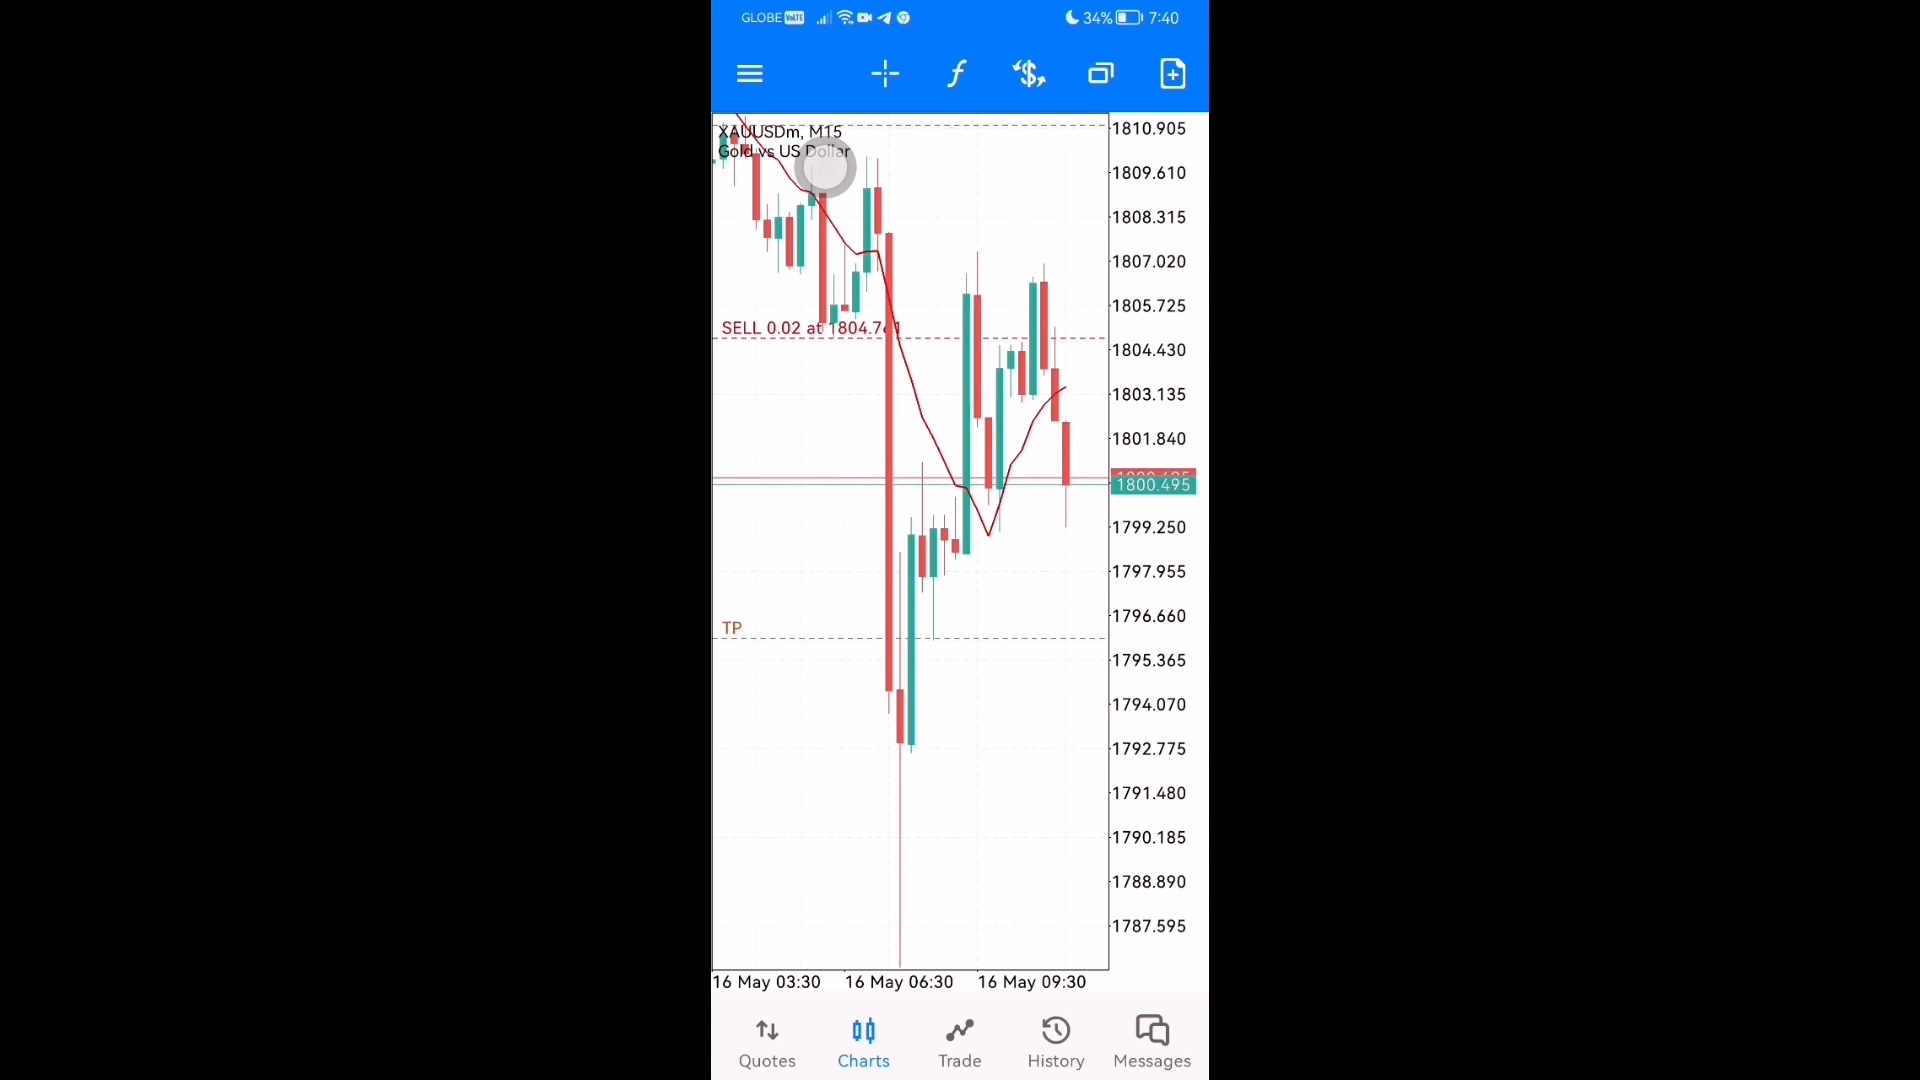 GLOBE VoLTE 34% 7:40
XAUUSDm, M15
Gold vs US Dollar
SELL 0.02 at
TP
1810.905
1809.610
1808.315
1807.020
1805.725
1804.430
1803.135
1801.840
1800.495
1799.250
1797.955
1796.660
1795.365
1794.070
1792.775
1791.480
1790.185
1788.890
1787.595
16 May 03:30 16 May 06:30 16 May 09:30
Quotes Charts Trade History Messages